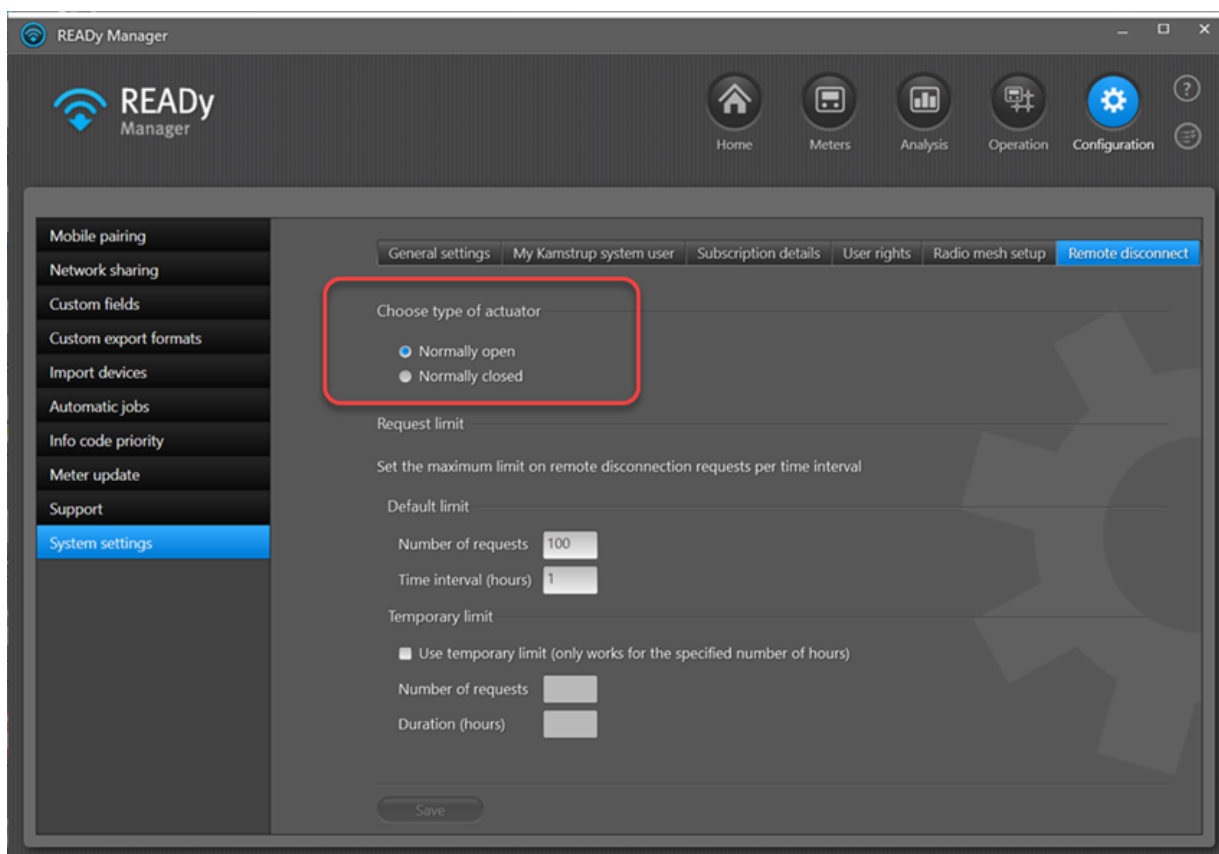 READy Manager
READy
Manager
Home
Meters
Analysis
Operation
Configuration
?
Mobile pairing
Network sharing
Custom fields
Custom export formats
Import devices
Automatic jobs
Info code priority
Meter update
Support
System settings
General settings
My Kamstrup system user
Subscription details
User rights
Radio mesh setup
Remote disconnect
Choose type of actuator
Normally open
Normally closed
Request limit
Set the maximum limit on remote disconnection requests per time interval
Default limit
Number of requests 100
Time interval (hours) 1
Temporary limit
Use temporary limit (only works for the specified number of hours)
Number of requests
Duration (hours)
Save